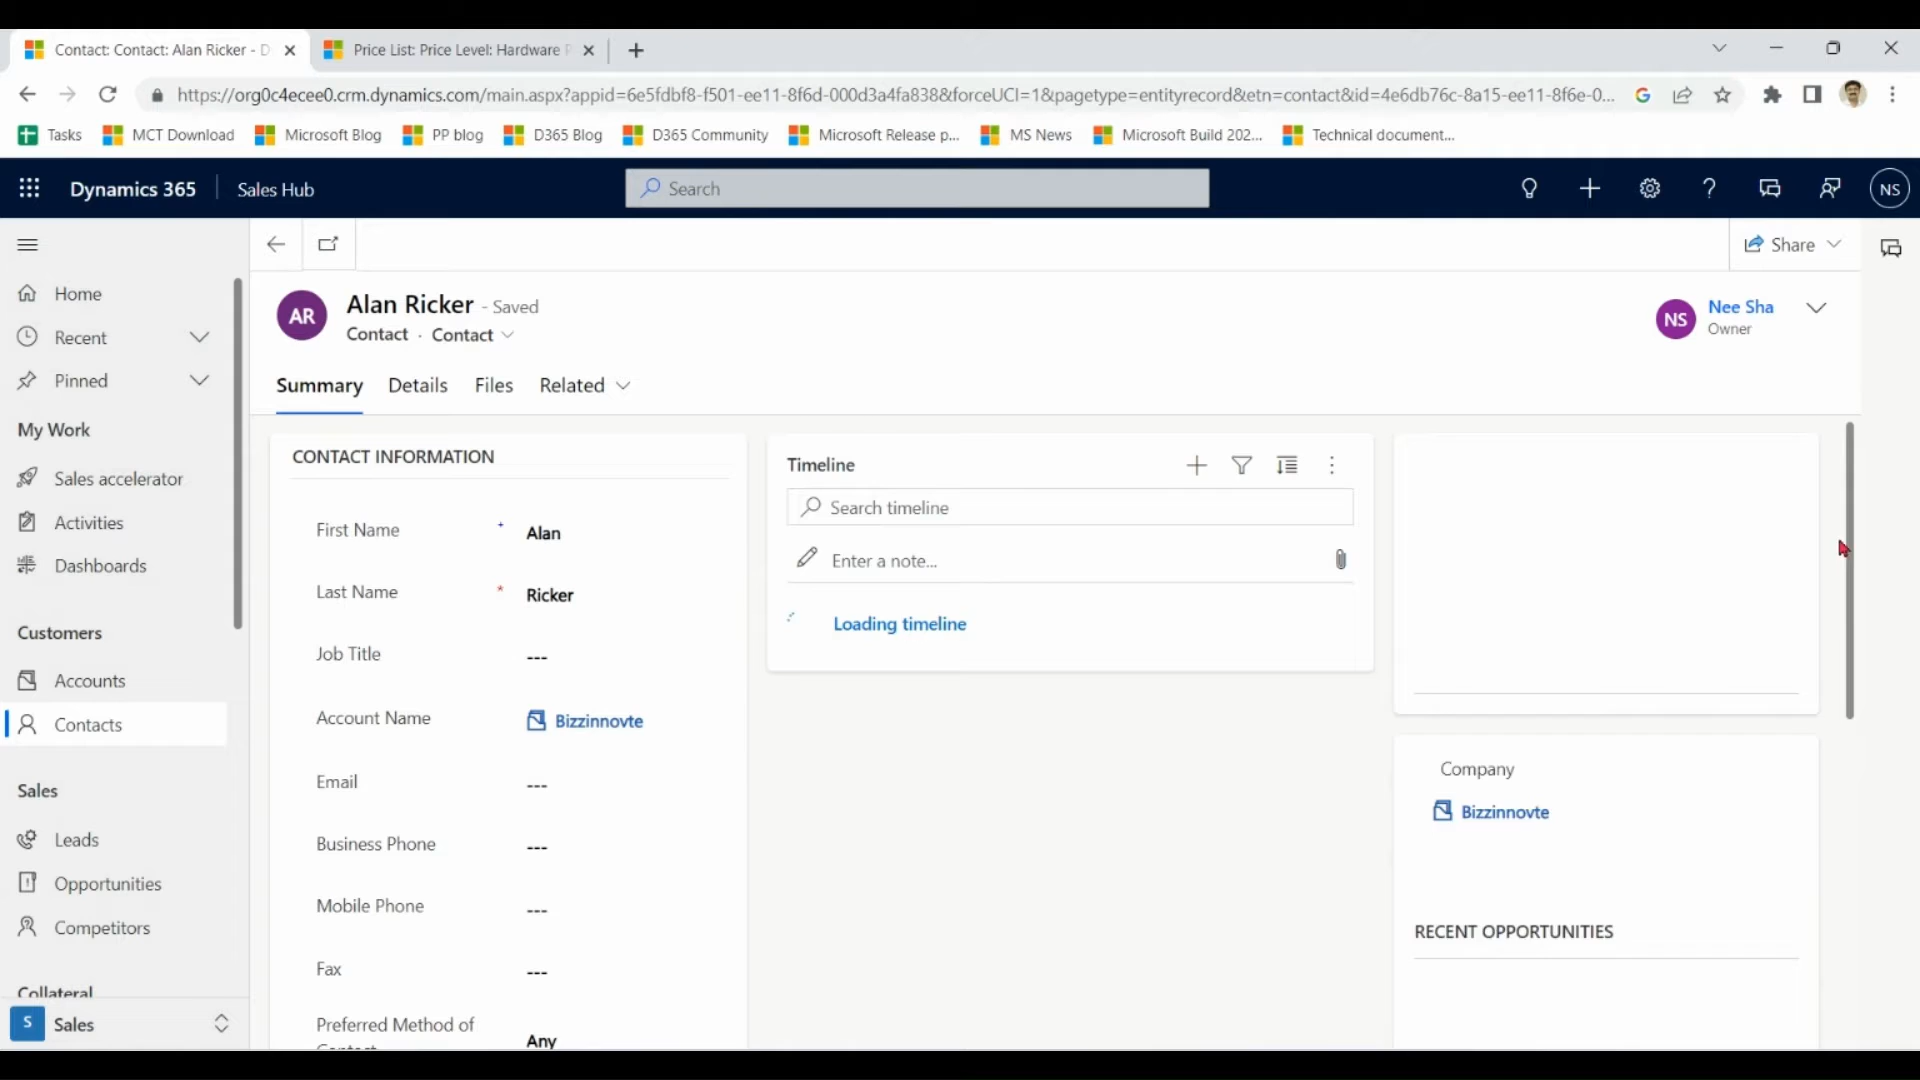 Contact: Contact: Alan Ricker - D
Price List: Price Level: Hardware P
https://org0c4ecee0.crm.dynamics.com/main.aspx?appid=6e5fdbf8-f501-ee11-8f6d-000d3a4fa838&forceUCI=1&pagetype=entityrecord&etn=contact&id=4e6db76c-8a15-ee11-8f6e-0...
Tasks
MCT Download
Microsoft Blog
PP blog
D365 Blog
D365 Community
Microsoft Release p...
MS News
Microsoft Build 202...
Technical document...
Dynamics 365
Sales Hub
Search
NS
Share
Home
Recent
Pinned
My Work
Sales accelerator
Activities
Dashboards
Customers
Accounts
Contacts
Sales
Leads
Opportunities
Competitors
Collateral
S
Sales
AR
Alan Ricker - Saved
Contact · Contact
NS
Nee Sha
Owner
Summary
Details
Files
Related
CONTACT INFORMATION
First Name + Alan
Last Name * Ricker
Job Title ---
Account Name Bizzinnovte
Email ---
Business Phone ---
Mobile Phone ---
Fax ---
Preferred Method of
Contact
Any
Timeline
Search timeline
Enter a note...
Loading timeline
Company
Bizzinnovte
RECENT OPPORTUNITIES